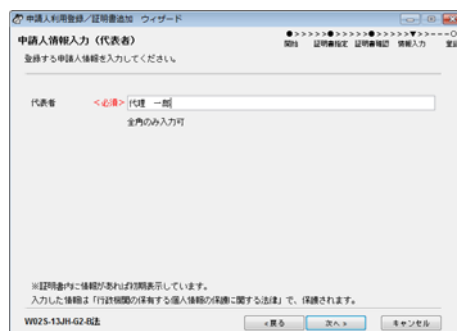 申請人利用登録／証明書追加 ウィザード
申請人情報入力（代表者）
●>>>>>●>>>>>●>>>>>▼>>---○
開始 証明書指定 証明書確認 情報入力 登録
登録する申請人情報を入力してください。
代表者 <必須> 代理 一郎
全角のみ入力可
※証明書内に情報があれば初期表示しています。
入力した情報は「行政機関の保有する個人情報の保護に関する法律」で、保護されます。
W02S-13JH-G2-B法
<戻る 次へ > キャンセル